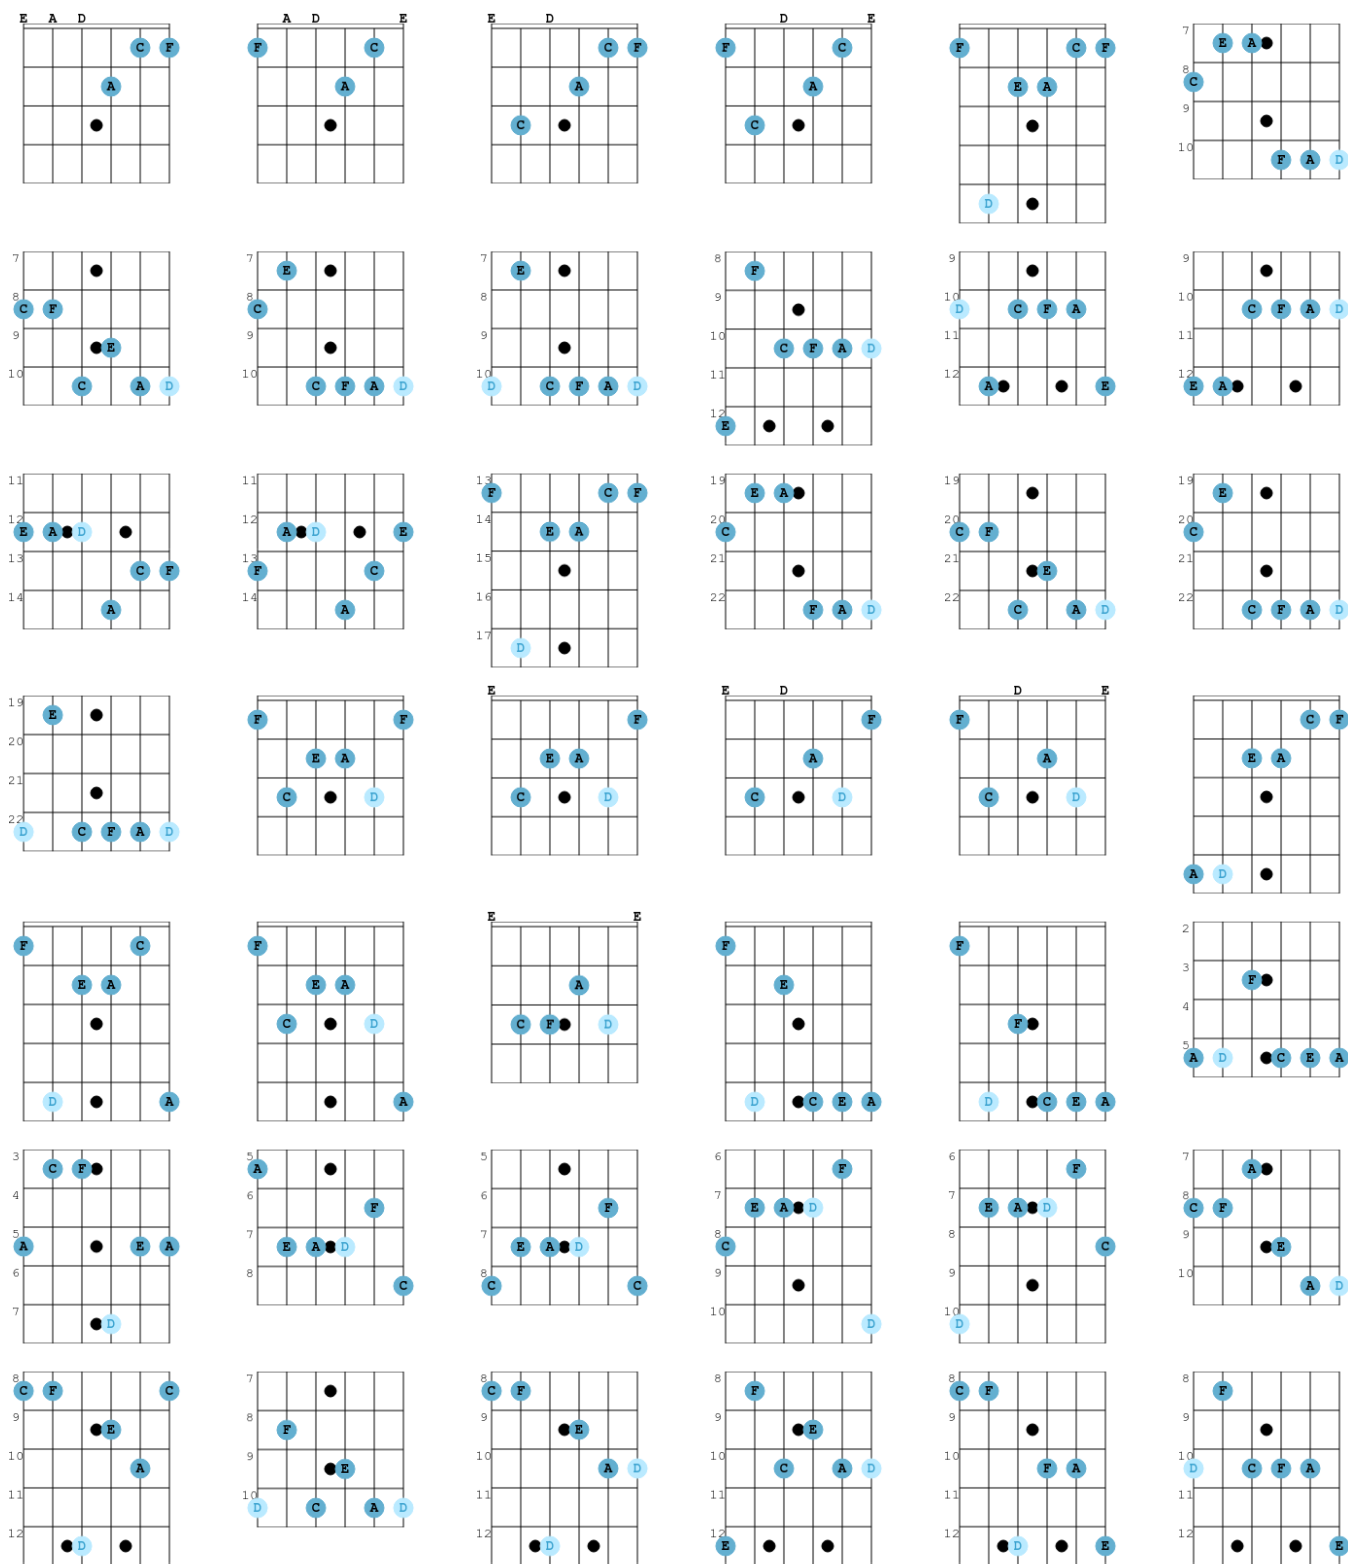 E A D A D E E D D E
7
C F F C C F F C F C F E A
A A A A E A
8 C
C C 9
10
F A D
D
7 7 7 8 9 9
E E F
8 8 8 9 10 10
C F C D C F A C F A D
9 9 9 10 11 11
E C F A D
10 10 10 11 12 12
C A D C F A D D C F A D A E E A
12
E
11 11 13 19 19 19
F C F E A E
12 12 14 20 20 20
E A D A D E E A C C F C
13 13 15 21 21 21
C F F C E
14 14 16 22 22 22
A A F A D C A D C F A D
17
D
E E D D E
19
E F F F F F C F
20
E A E A A A E A
21
C D C D C D C D
22
D C F A D
A D
E E
2
F C F F F
3
E A E A A E F
4
C D C F D F
5
D A A D C E A D C E A A D C E A
3 5 5 6 6 7
C F A F F A
4 6 6 7 7 8
F F E A D E A D C F
5 7 7 8 8 9
A E A E A D E A D C C E
6 8 8 9 9 10
C C C A D
7 10 10
D D D
8 7 8 8 8 8
C F C C F F C F F
9 8 9 9 9 9
E F E E
10 9 10 10 10 10
A E A D C A D F A D C F A
11 10 11 11 11 11
D C A D
12 12 12 12 12
D D E D E E